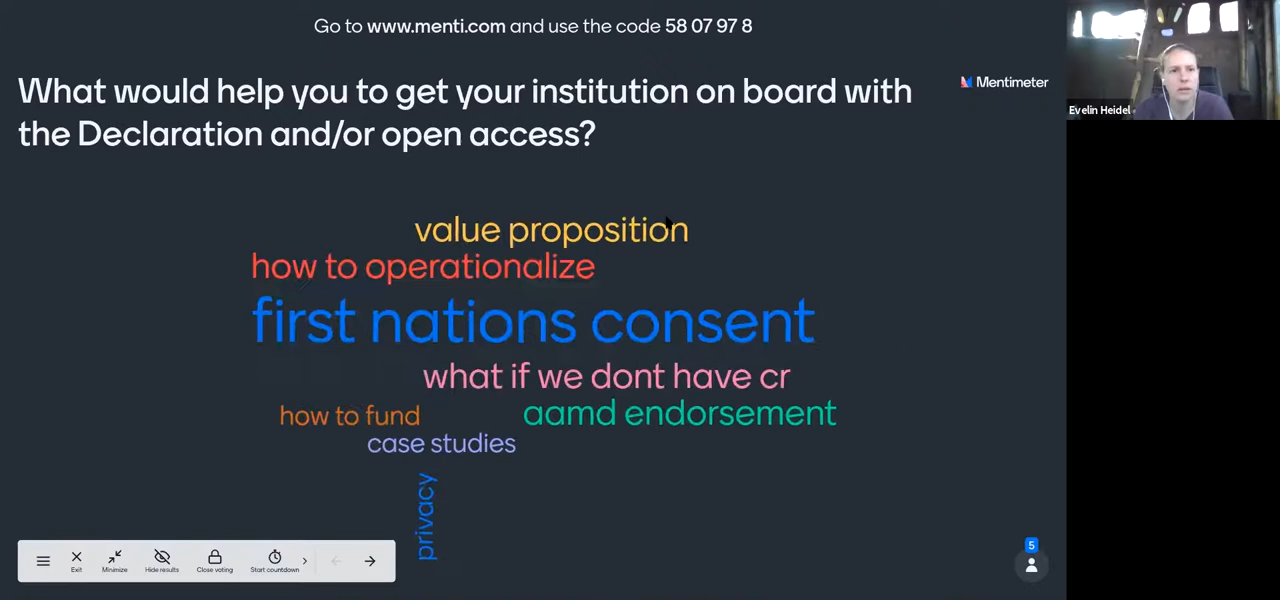 Go to www.menti.com and use the code 58 07 97 8
What would help you to get your institution on board with
the Declaration and/or open access?
Mentimeter
Evelin Heidel
value proposition
how to operationalize
first nations consent
what if we dont have cr
how to fund
aamd endorsement
case studies
privacy
Exit
Minimize
Hide results
Close voting
Start countdown
5